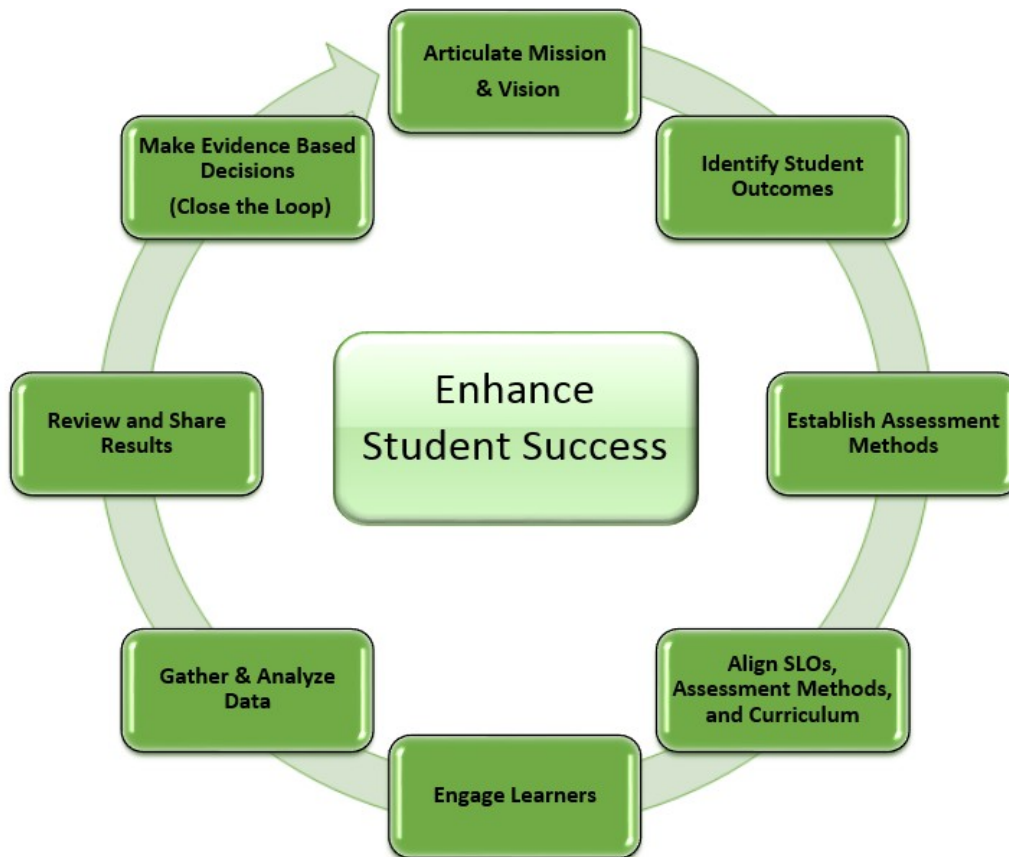 Articulate Mission
& Vision
Identify Student
Outcomes
Establish Assessment
Methods
Align SLOs,
Assessment Methods,
and Curriculum
Engage Learners
Gather & Analyze
Data
Review and Share
Results
Make Evidence Based
Decisions
(Close the Loop)
Enhance
Student Success